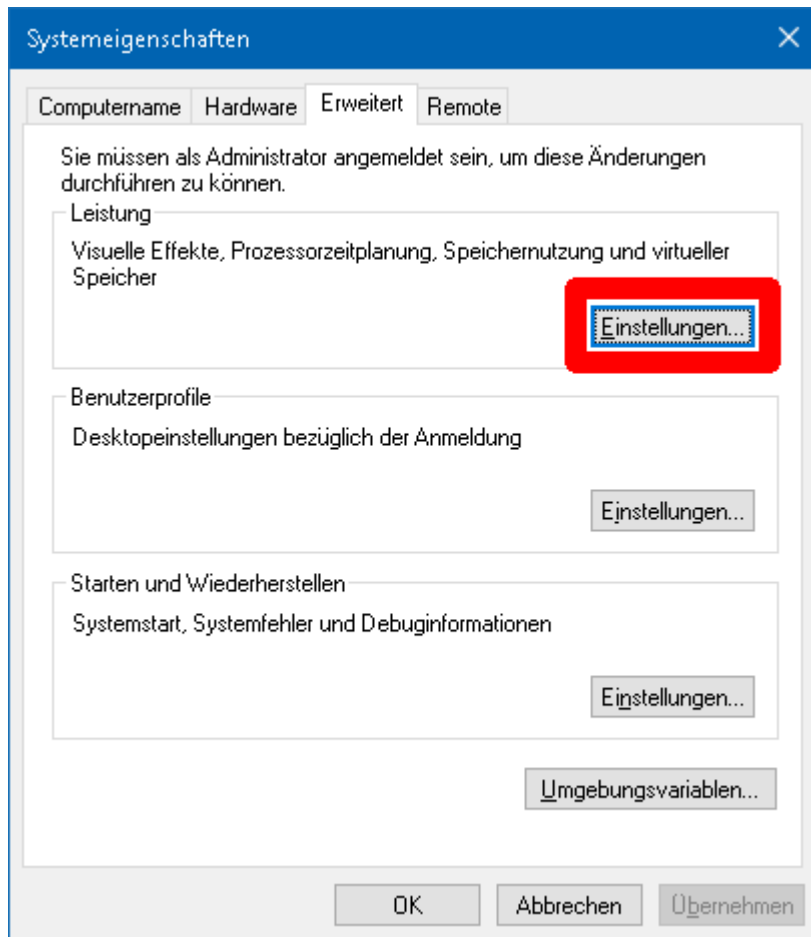 Systemeigenschaften
Computername Hardware Erweitert Remote
Sie müssen als Administrator angemeldet sein, um diese Änderungen
durchführen zu können.
Leistung
Visuelle Effekte, Prozessorzeitplanung, Speichernutzung und virtueller
Speicher
Einstellungen...
Benutzerprofile
Desktopeinstellungen bezüglich der Anmeldung
Einstellungen...
Starten und Wiederherstellen
Systemstart, Systemfehler und Debuginformationen
Einstellungen...
Umgebungsvariablen...
OK Abbrechen Übernehmen